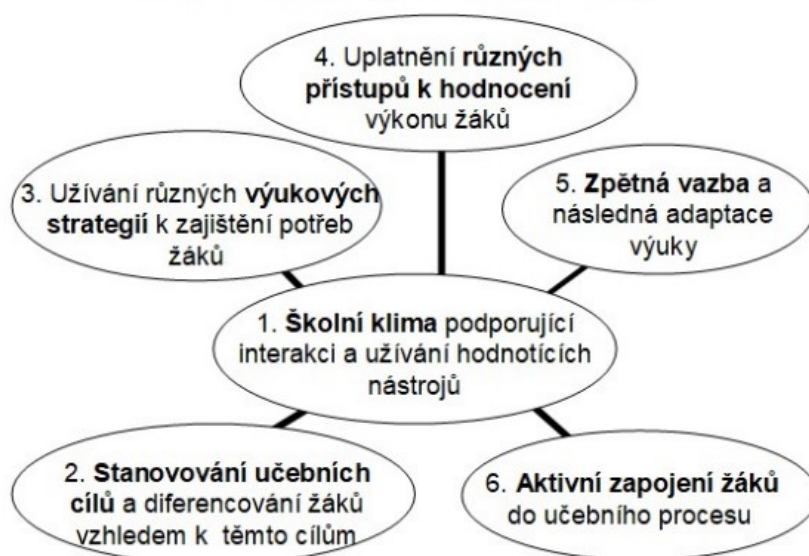 4. Uplatnění různých
přístupů k hodnocení
výkonu žáků
3. Užívání různých výukových
strategií k zajištění potřeb
žáků
5. Zpětná vazba a
následná adaptace
výuky
1. Školní klima podporující
interakci a užívání hodnotících
nástrojů
2. Stanovování učebních
cílů a diferencování žáků
vzhledem k těmto cílům
6. Aktivní zapojení žáků
do učebního procesu